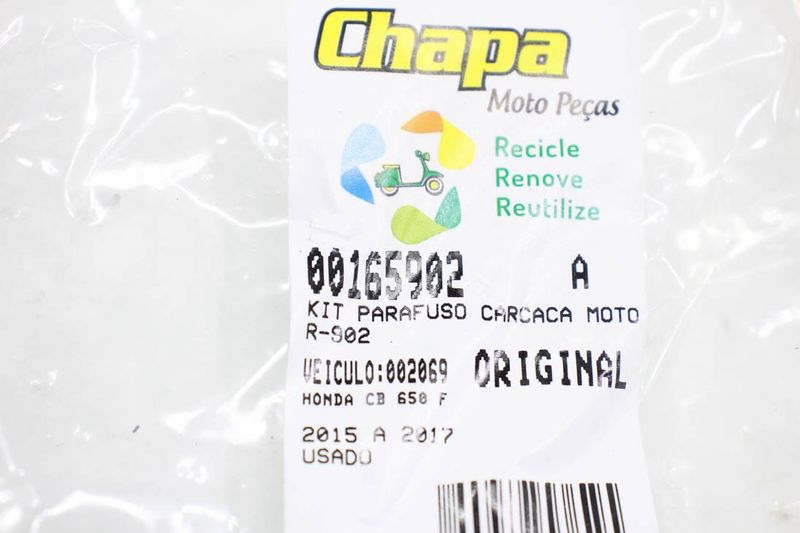 Chapa
Moto Peças
Recicle
Renove
Reutilize
00165902 A
KIT PARAFUSO CARCACA MOTO
R-902
VEICULO:002069 ORIGINAL
HONDA CB 650 F
2015 A 2017
USADO